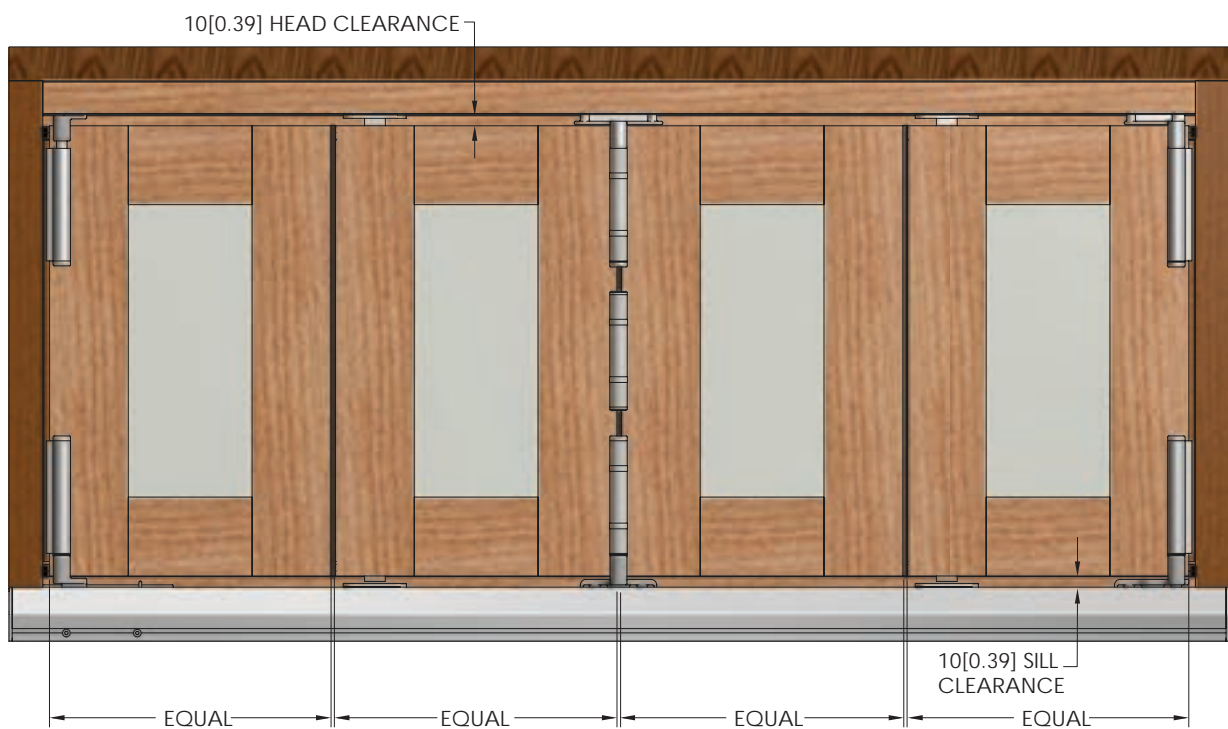 10[0.39] HEAD CLEARANCE
10[0.39] SILL
CLEARANCE
EQUAL
EQUAL
EQUAL
EQUAL